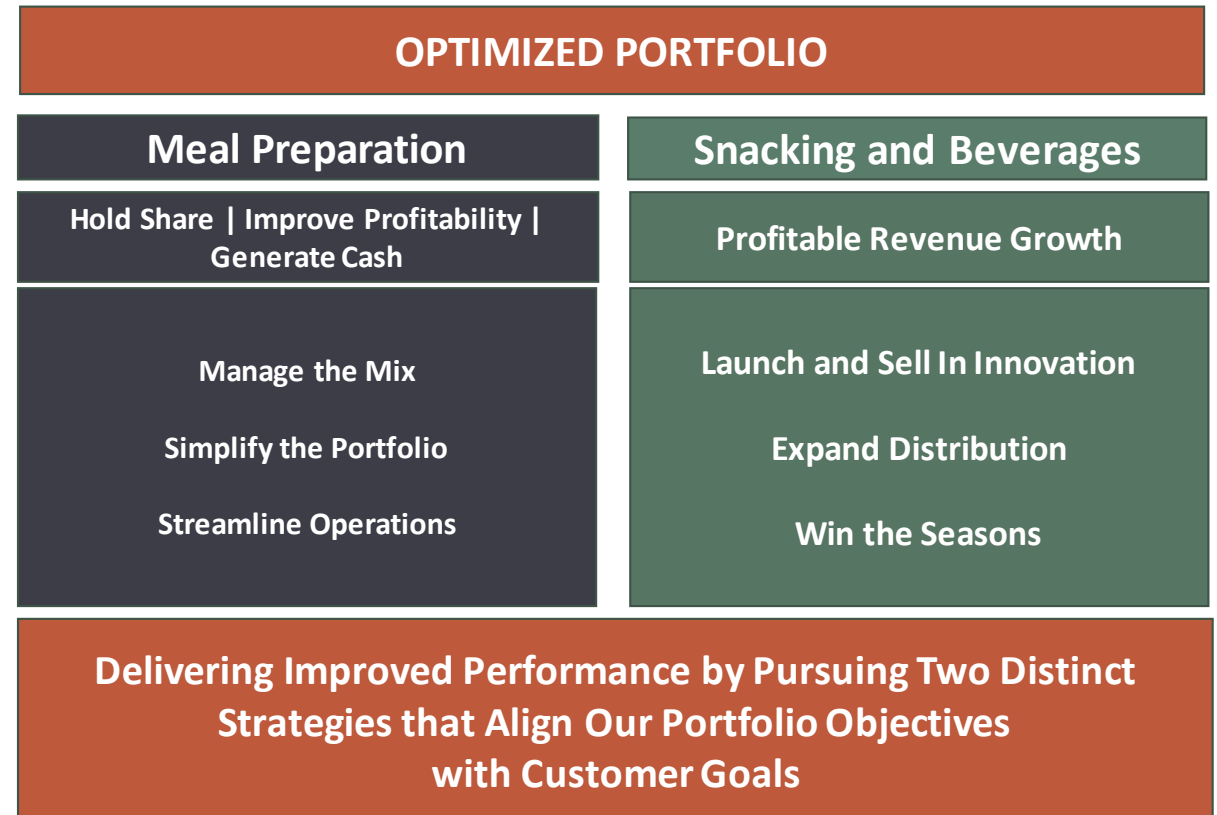 OPTIMIZED PORTFOLIO
Meal Preparation
Hold Share | Improve Profitability |
Generate Cash
Manage the Mix
Simplify the Portfolio
Streamline Operations
Snacking and Beverages
Profitable Revenue Growth
Launch and Sell In Innovation
Expand Distribution
Win the Seasons
Delivering Improved Performance by Pursuing Two Distinct
Strategies that Align Our Portfolio Objectives
with Customer Goals